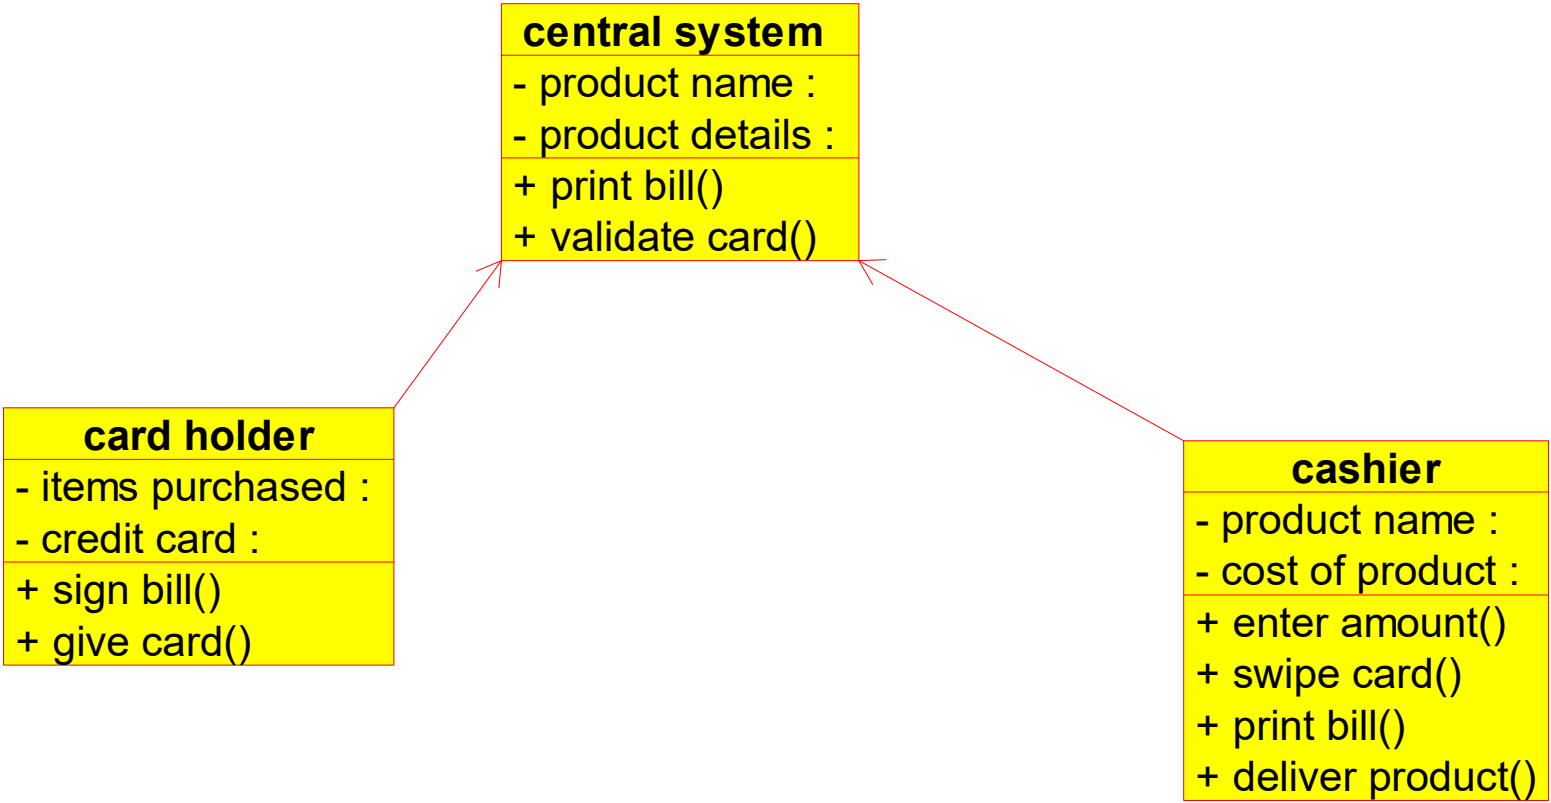 central system
- product name :
- product details :
+ print bill()
+ validate card()
card holder
- items purchased :
- credit card :
+ sign bill()
+ give card()
cashier
- product name :
- cost of product :
+ enter amount()
+ swipe card()
+ print bill()
+ deliver product()